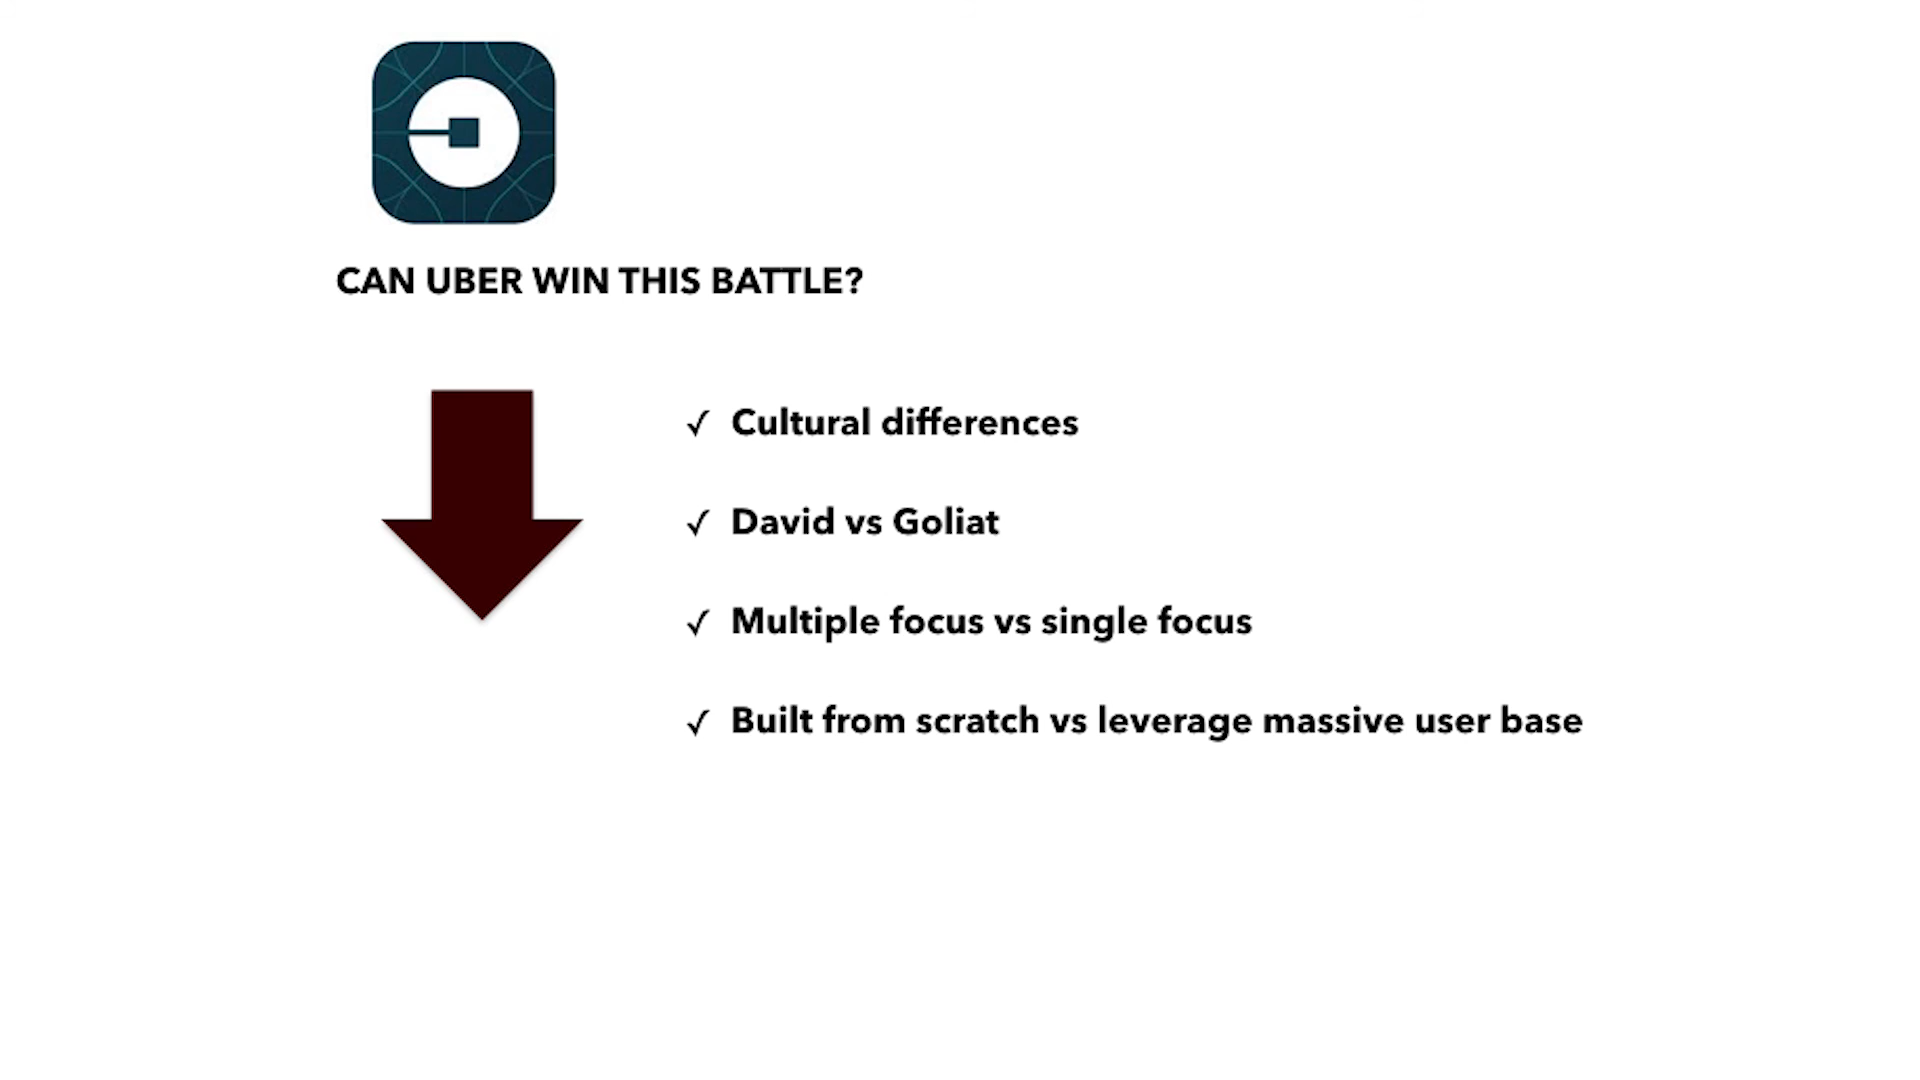 CAN UBER WIN THIS BATTLE?
✓ Cultural differences
✓ David vs Goliat
✓ Multiple focus vs single focus
✓ Built from scratch vs leverage massive user base